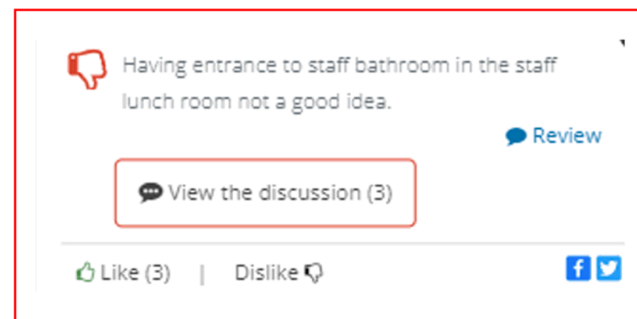 Having entrance to staff bathroom in the staff
lunch room not a good idea.
Review
View the discussion (3)
Like (3) | Dislike